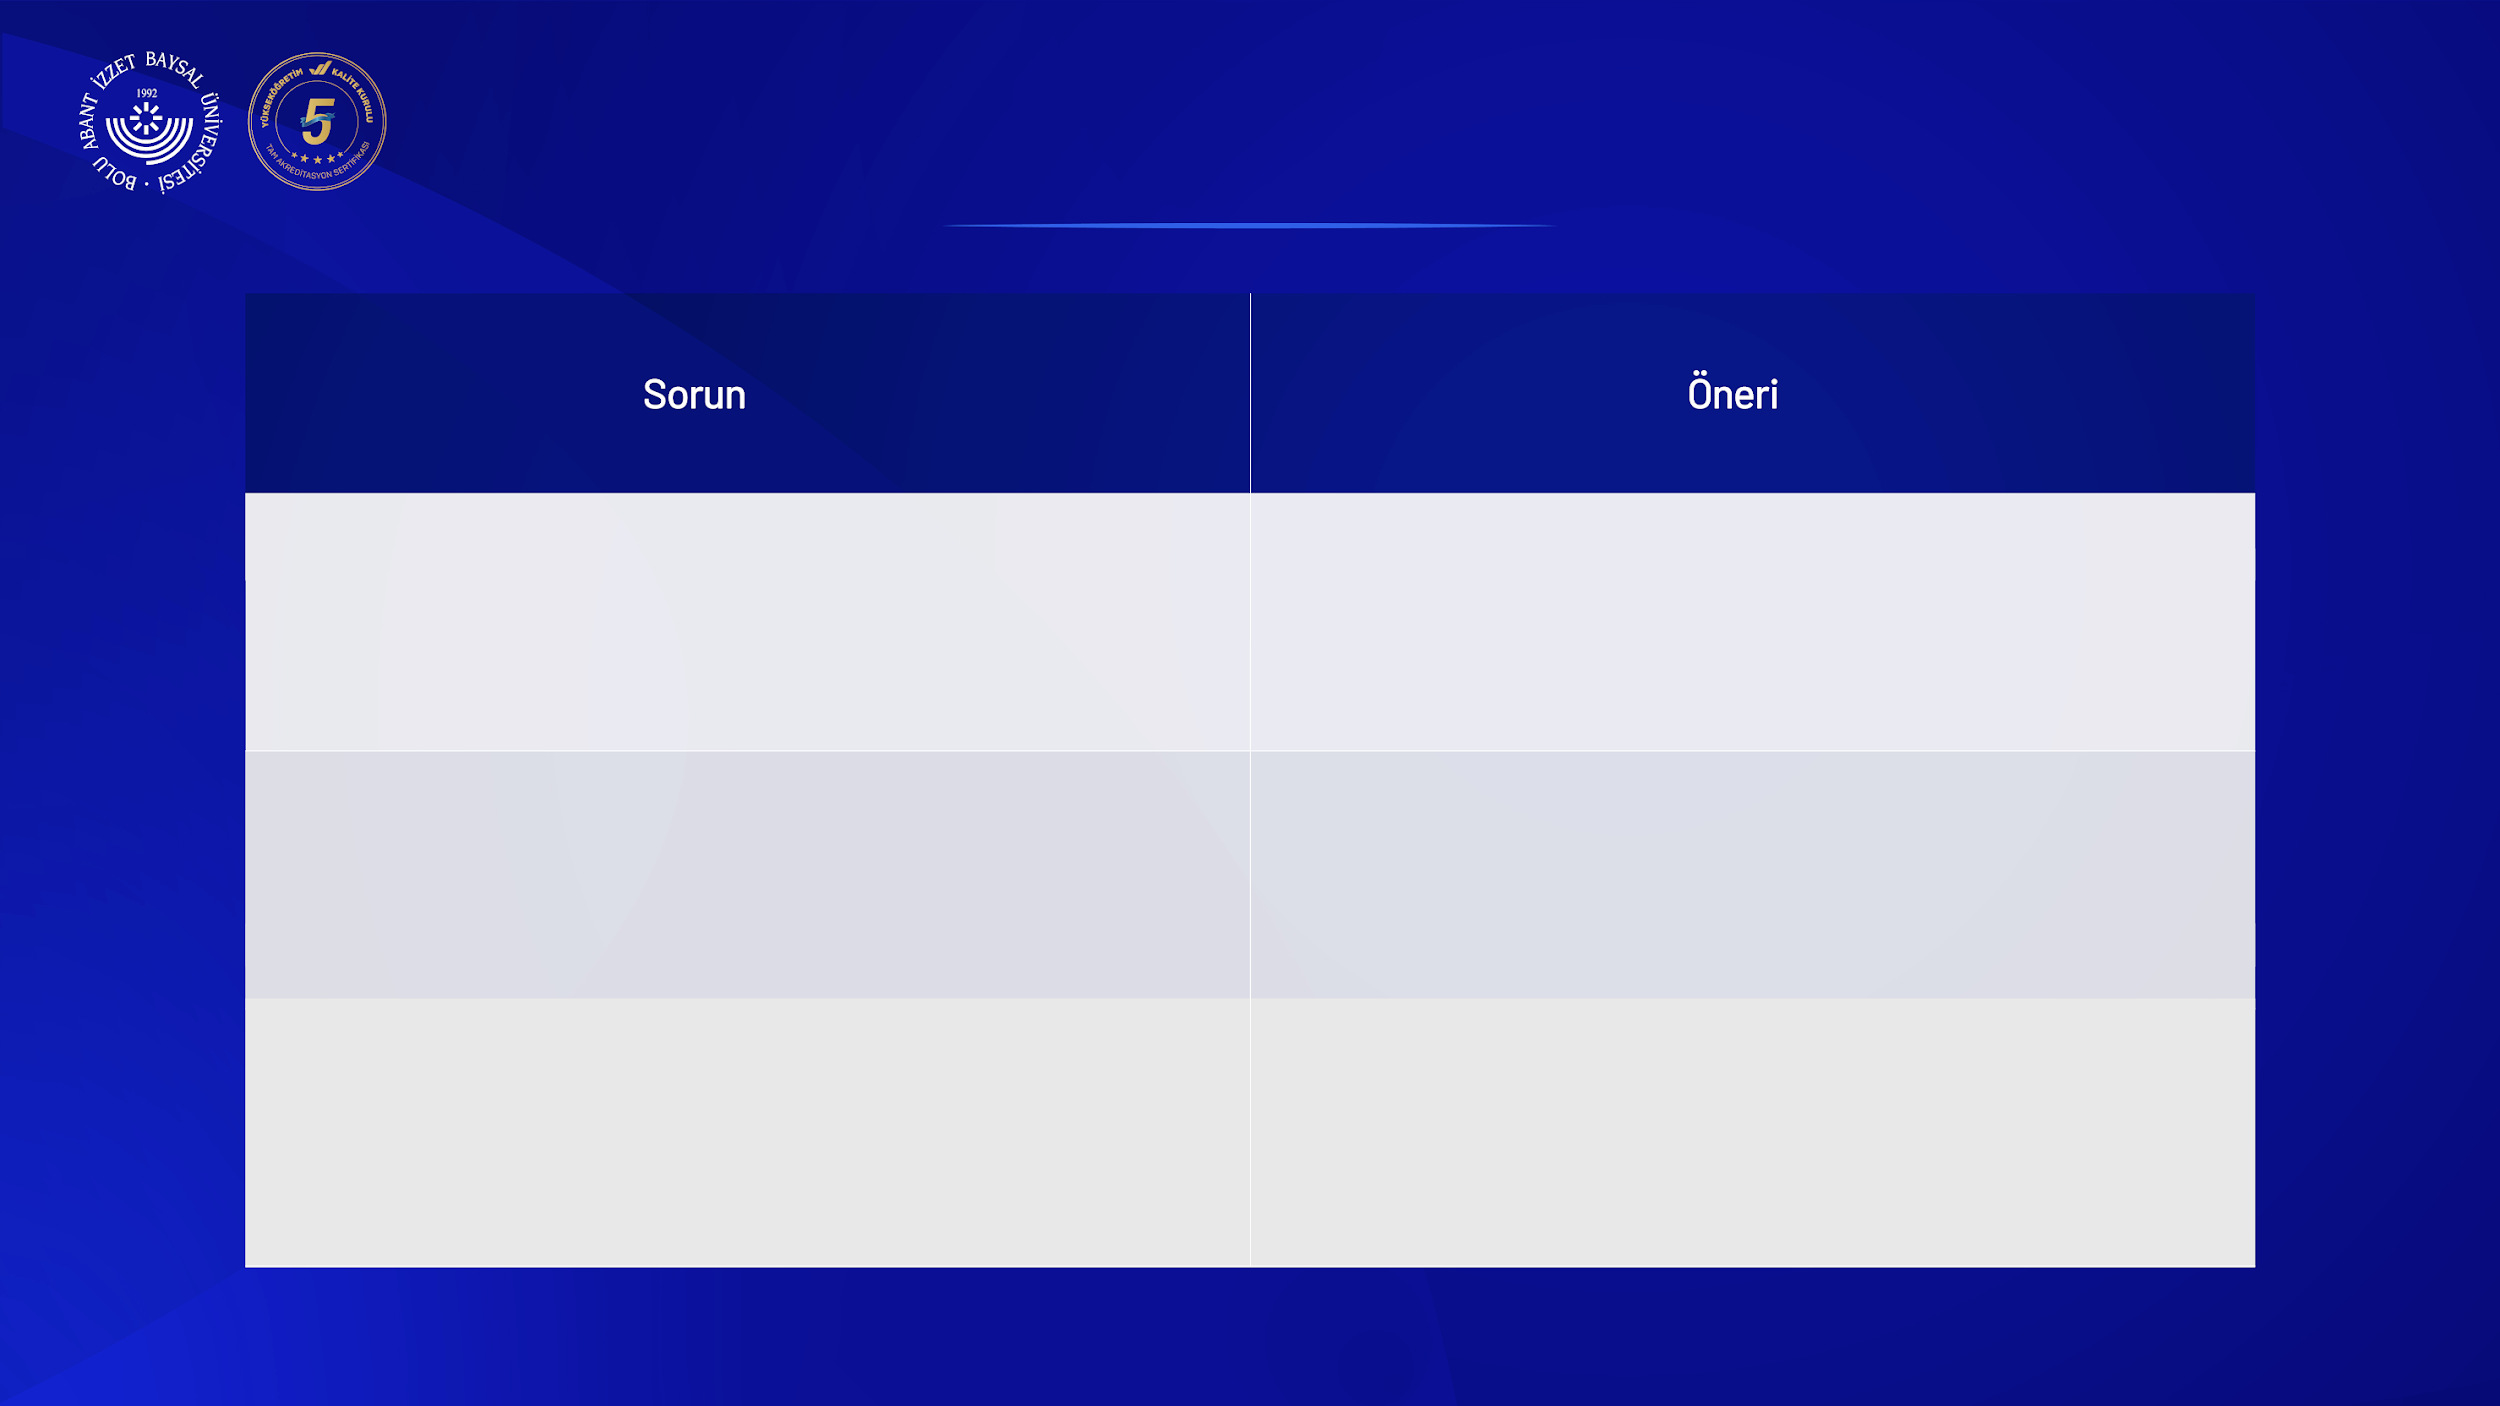 BOLU ABANT İZZET BAYSAL ÜNİVERSİTESİ
1992
YÜKSEKÖĞRETİM KALİTE KURULU
5
TAM AKREDİTASYON SERTİFİKASI
Sorun
Öneri